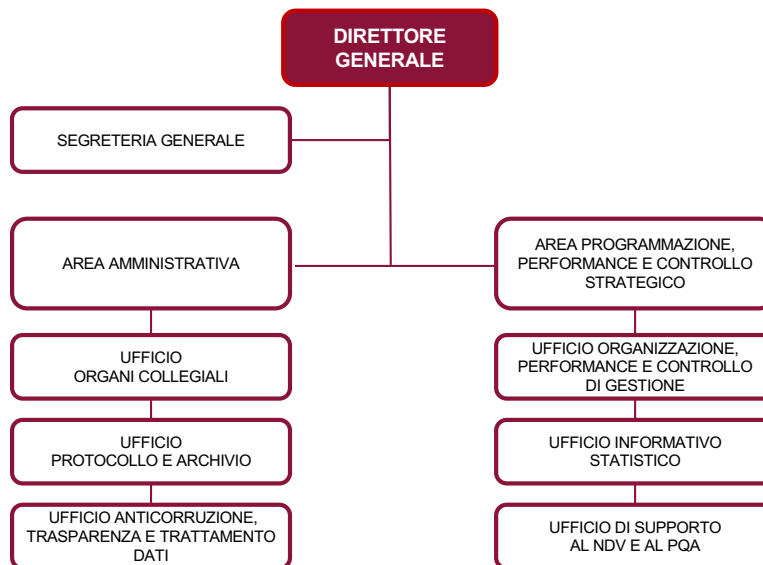 DIRETTORE
GENERALE
SEGRETERIA GENERALE
AREA AMMINISTRATIVA
AREA PROGRAMMAZIONE,
PERFORMANCE E CONTROLLO
STRATEGICO
UFFICIO
ORGANI COLLEGIALI
UFFICIO ORGANIZZAZIONE,
PERFORMANCE E CONTROLLO
DI GESTIONE
UFFICIO
PROTOCOLLO E ARCHIVIO
UFFICIO INFORMATIVO
STATISTICO
UFFICIO ANTICORRUZIONE,
TRASPARENZA E TRATTAMENTO
DATI
UFFICIO DI SUPPORTO
AL NDV E AL PQA